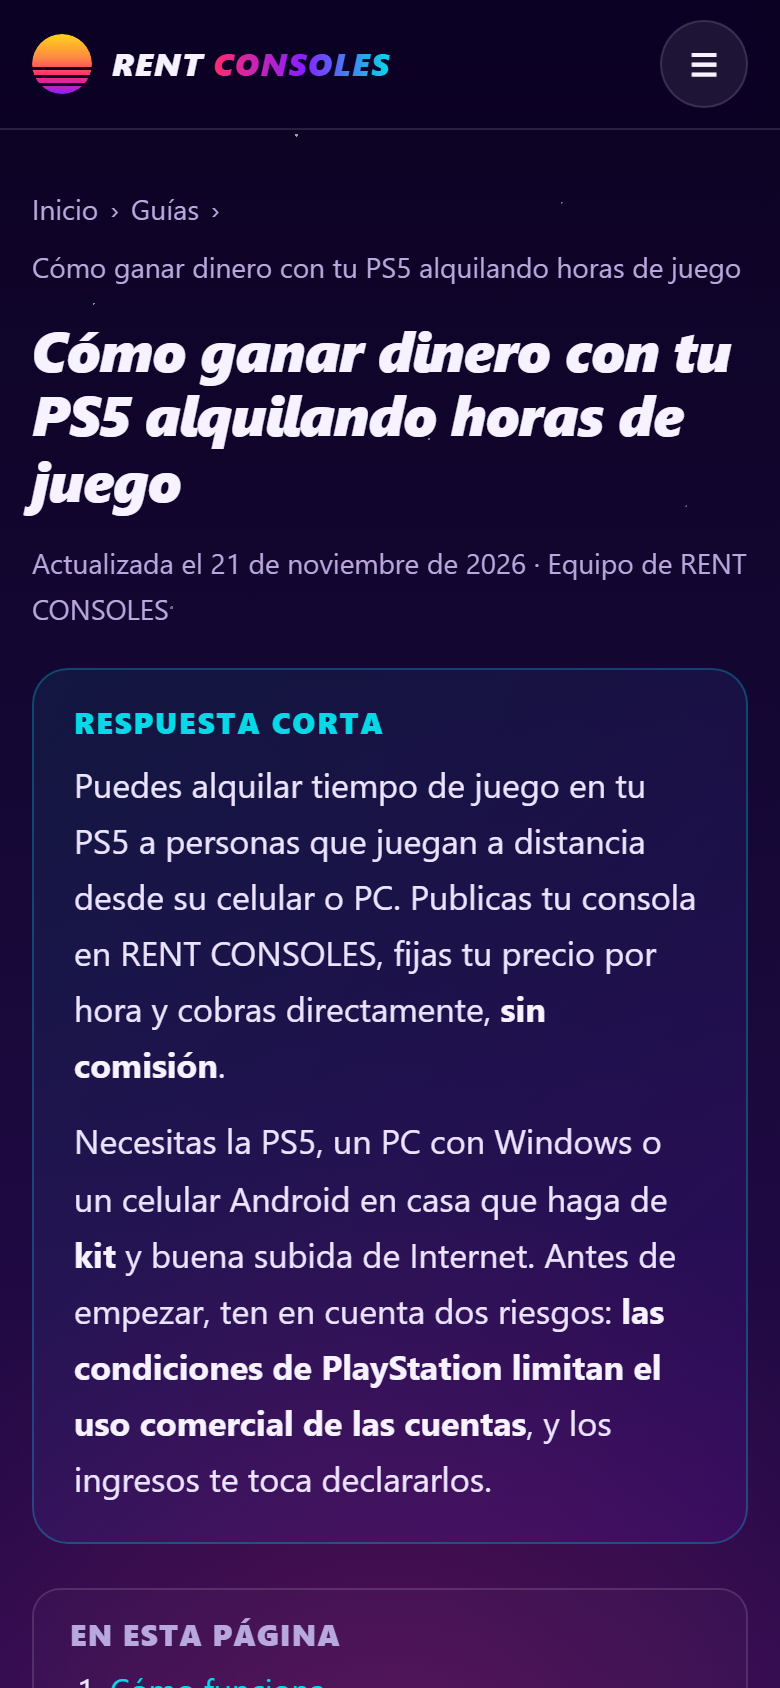 RENT CONSOLES
Inicio › Guías ›
Cómo ganar dinero con tu PS5 alquilando horas de juego
Cómo ganar dinero con tu
PS5 alquilando horas de
juego
Actualizada el 21 de noviembre de 2026 · Equipo de RENT
CONSOLES
RESPUESTA CORTA
Puedes alquilar tiempo de juego en tu
PS5 a personas que juegan a distancia
desde su celular o PC. Publicas tu consola
en RENT CONSOLES, fijas tu precio por
hora y cobras directamente, sin
comisión.
Necesitas la PS5, un PC con Windows o
un celular Android en casa que haga de
kit y buena subida de Internet. Antes de
empezar, ten en cuenta dos riesgos: las
condiciones de PlayStation limitan el
uso comercial de las cuentas, y los
ingresos te toca declararlos.
EN ESTA PÁGINA
1. Cómo funciona